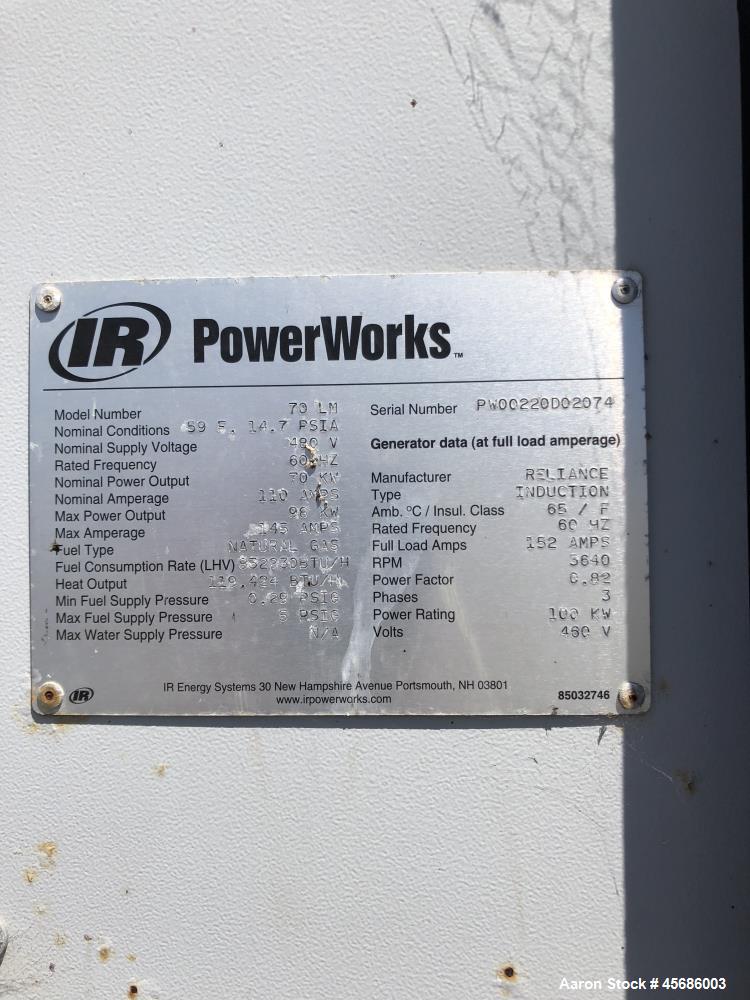 IR PowerWorks™
Model Number 70 LM
Nominal Conditions 59 F, 14.7 PSIA
Nominal Supply Voltage 480 V
Rated Frequency 60 HZ
Nominal Power Output 70 KW
Nominal Amperage 110 AMPS
Max Power Output KW
Max Amperage 145 AMPS
Fuel Type NATURAL GAS
Fuel Consumption Rate (LHV) BTU/H
Heat Output BTU/H
Min Fuel Supply Pressure PSIG
Max Fuel Supply Pressure 5 PSIG
Max Water Supply Pressure N/A
Serial Number PW00220D02074
Generator data (at full load amperage)
Manufacturer RELIANCE
Type INDUCTION
Amb. °C / Insul. Class 65 / F
Rated Frequency 60 HZ
Full Load Amps 152 AMPS
RPM 3640
Power Factor 0.82
Phases 3
Power Rating 100 KW
Volts 460 V
IR
IR Energy Systems 30 New Hampshire Avenue Portsmouth, NH 03801
www.irpowerworks.com
85032746
Aaron Stock # 45686003